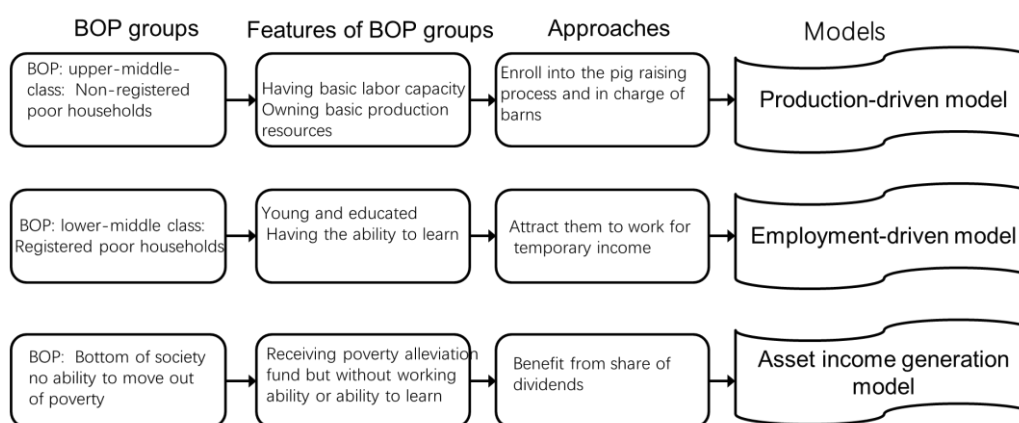 BOP groups
Features of BOP groups
Approaches
Models
BOP: upper-middle-
class: Non-registered
poor households
Having basic labor capacity
Owning basic production
resources
Enroll into the pig raising
process and in charge of
barns
Production-driven model
BOP: lower-middle class:
Registered poor households
Young and educated
Having the ability to learn
Attract them to work for
temporary income
Employment-driven model
BOP: Bottom of society
no ability to move out
of poverty
Receiving poverty alleviation
fund but without working
ability or ability to learn
Benefit from share of
dividends
Asset income generation
model